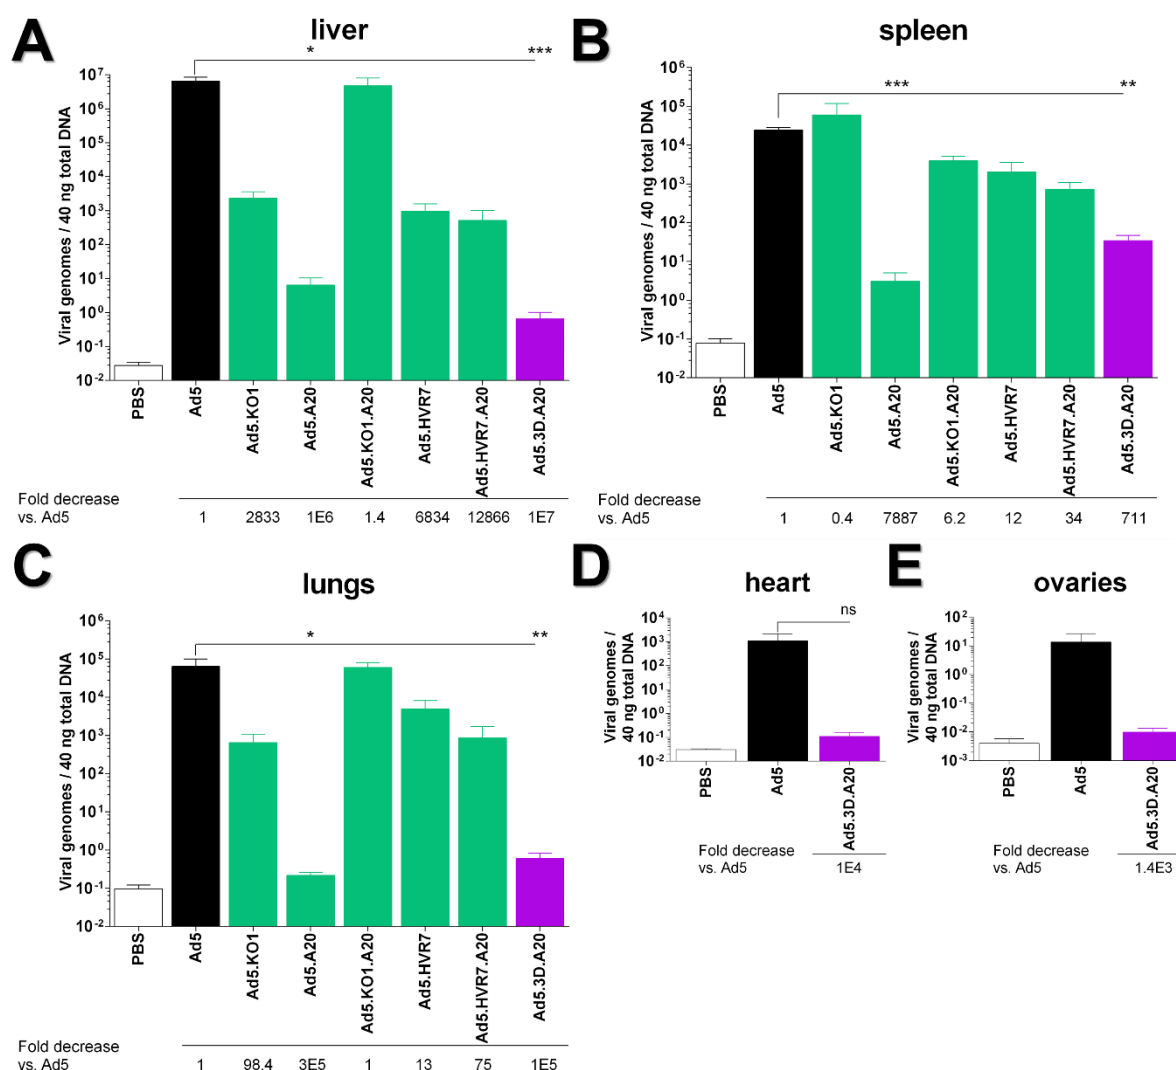 A
liver
*
***
Viral genomes / 40 ng total DNA
10^7
10^6
10^5
10^4
10^3
10^2
10^1
10^0
10^-1
10^-2
PBS
Ad5
Ad5.KO1
Ad5.A20
Ad5.KO1.A20
Ad5.HVR7
Ad5.HVR7.A20
Ad5.3D.A20
Fold decrease
vs. Ad5 1 2833 1E6 1.4 6834 12866 1E7
B
spleen
***
**
Viral genomes / 40 ng total DNA
10^6
10^5
10^4
10^3
10^2
10^1
10^0
10^-1
10^-2
PBS
Ad5
Ad5.KO1
Ad5.A20
Ad5.KO1.A20
Ad5.HVR7
Ad5.HVR7.A20
Ad5.3D.A20
Fold decrease
vs. Ad5 1 0.4 7887 6.2 12 34 711
C
lungs
*
**
Viral genomes / 40 ng total DNA
10^6
10^5
10^4
10^3
10^2
10^1
10^0
10^-1
10^-2
PBS
Ad5
Ad5.KO1
Ad5.A20
Ad5.KO1.A20
Ad5.HVR7
Ad5.HVR7.A20
Ad5.3D.A20
Fold decrease
vs. Ad5 1 98.4 3E5 1 13 75 1E5
D
heart
ns
Viral genomes /
40 ng total DNA
10^4
10^3
10^2
10^1
10^0
10^-1
10^-2
PBS
Ad5
Ad5.3D.A20
Fold decrease
vs. Ad5 1E4
E
ovaries
Viral genomes /
40 ng total DNA
10^2
10^1
10^0
10^-1
10^-2
10^-3
PBS
Ad5
Ad5.3D.A20
Fold decrease
vs. Ad5 1.4E3